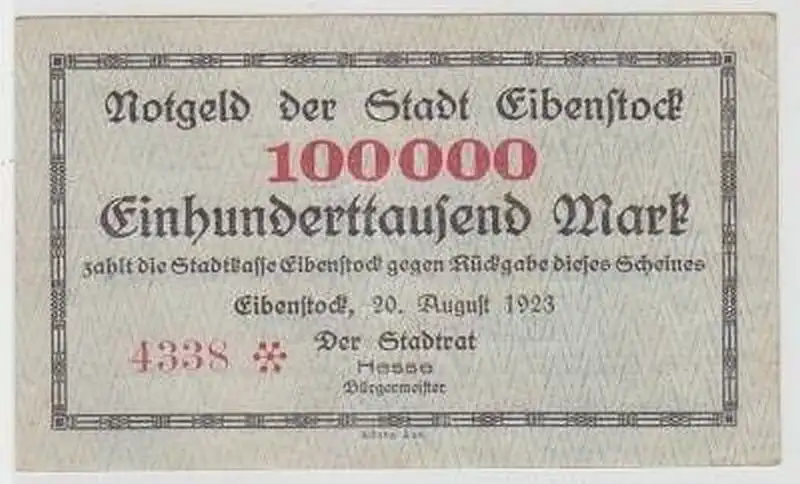 Notgeld der Stadt Eibenſtock
100000
Einhunderttauſend Mark
zahlt die Stadtkaſſe Eibenſtock gegen Rückgabe dieſes Scheines
Eibenſtock, 20. Auguſt 1923
Der Stadtrat
4338 *
Hesse
Bürgermeiſter